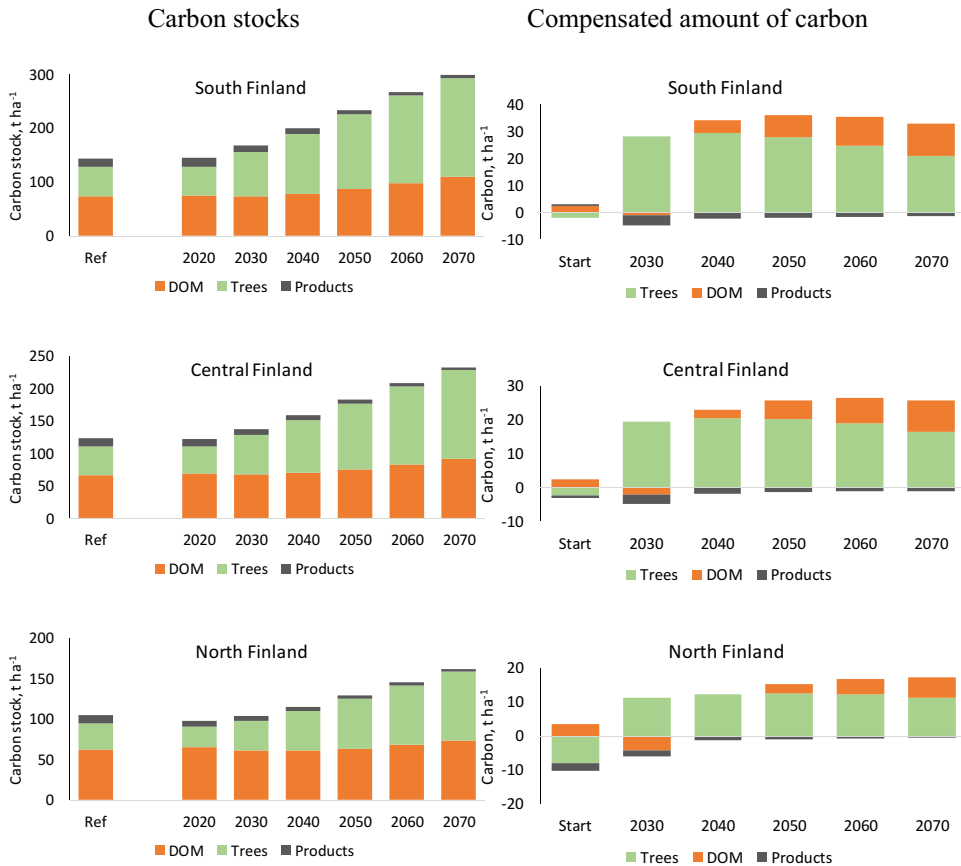 Carbon stocks
Compensated amount of carbon
South Finland
Carbon stock, t ha⁻¹
300
200
100
0
Ref 2020 2030 2040 2050 2060 2070
DOM Trees Products
South Finland
Carbon, t ha⁻¹
40
30
20
10
0
-10
Start 2030 2040 2050 2060 2070
Trees DOM Products
Central Finland
Carbon stock, t ha⁻¹
250
200
150
100
50
0
Ref 2020 2030 2040 2050 2060 2070
DOM Trees Products
Central Finland
Carbon, t ha⁻¹
30
20
10
0
-10
Start 2030 2040 2050 2060 2070
Trees DOM Products
North Finland
Carbon stock, t ha⁻¹
200
150
100
50
0
Ref 2020 2030 2040 2050 2060 2070
DOM Trees Products
North Finland
Carbon, t ha⁻¹
20
10
0
-10
-20
Start 2030 2040 2050 2060 2070
Trees DOM Products